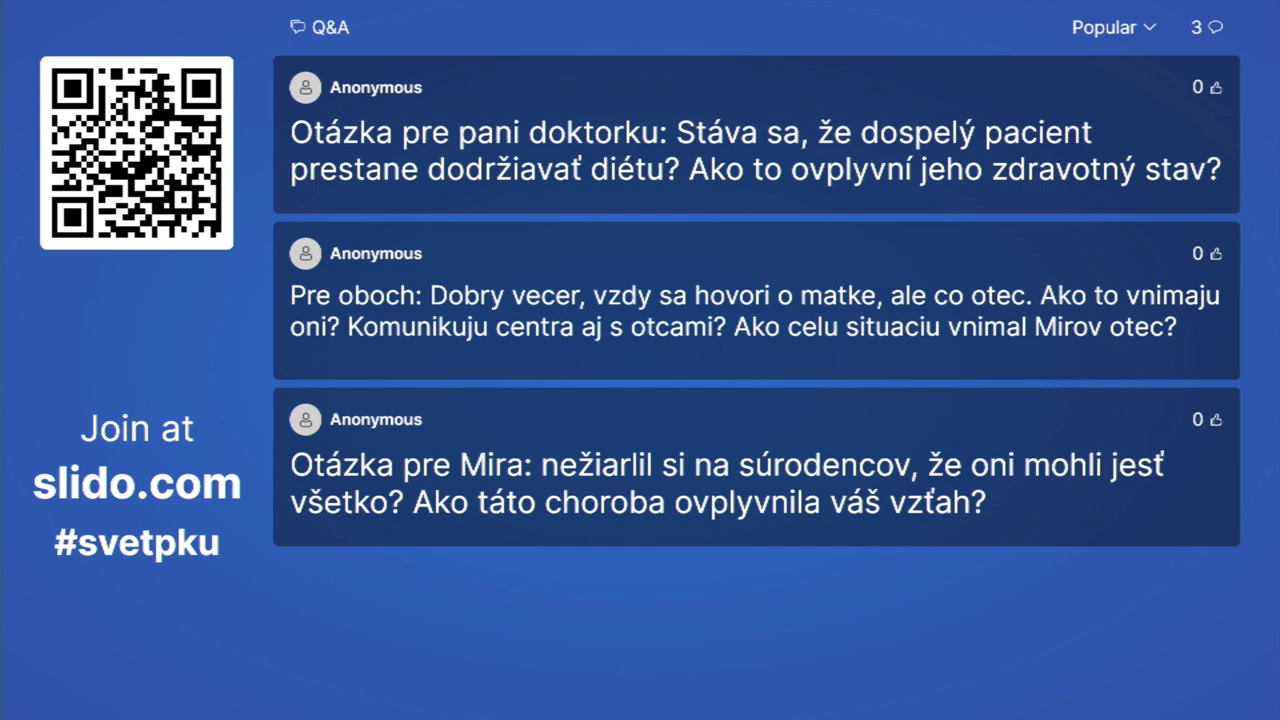 Q&A
Popular
3
Anonymous
0
Otázka pre pani doktorku: Stáva sa, že dospelý pacient
prestane dodržiavať diétu? Ako to ovplyvní jeho zdravotný stav?
Anonymous
0
Pre oboch: Dobry vecer, vzdy sa hovori o matke, ale co otec. Ako to vnimaju
oni? Komunikuju centra aj s otcami? Ako celu situaciu vnimal Mirov otec?
Anonymous
0
Otázka pre Mira: nežiarlil si na súrodencov, že oni mohli jesť
všetko? Ako táto choroba ovplyvnila váš vzťah?
Join at
slido.com
#svetpku